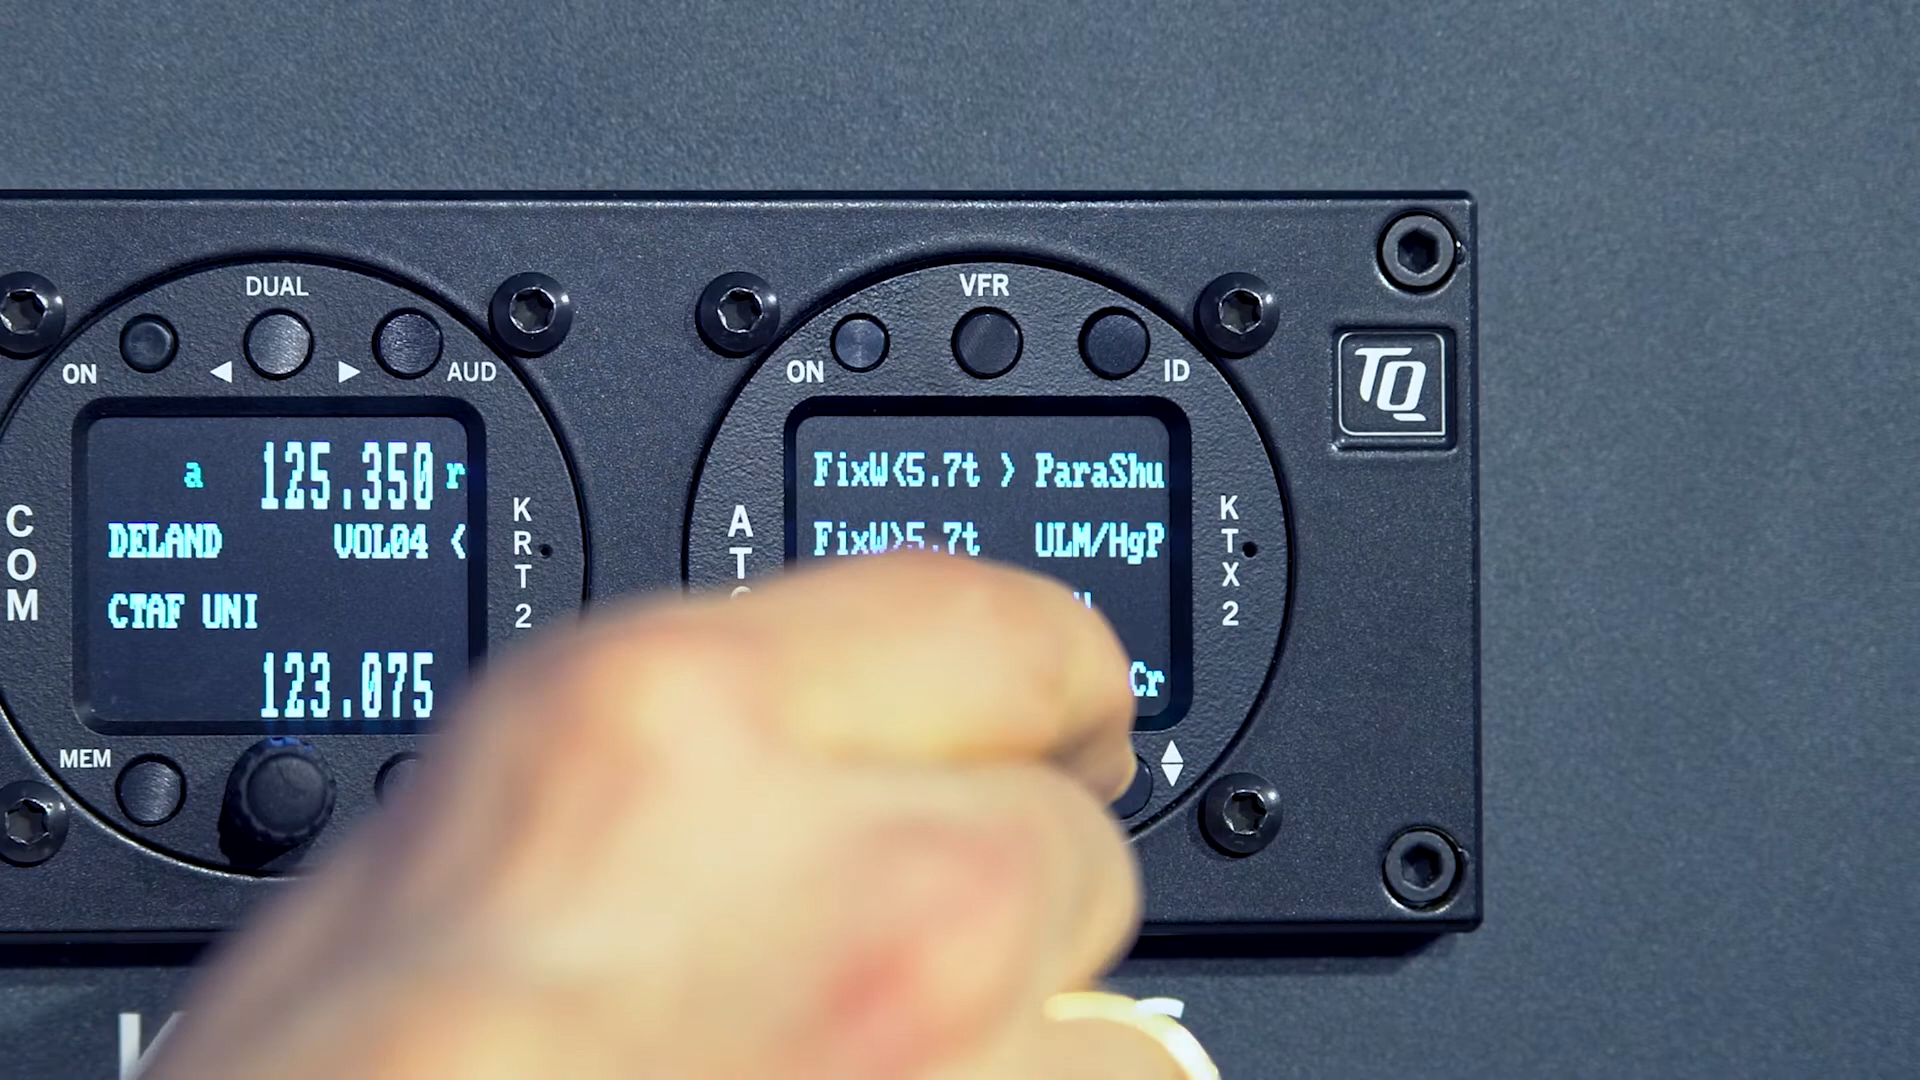 DUAL
ON
AUD
COM
KRT2
a 125.350 r
DELAND VOL04 <
CTAF UNI
123.075
MEM
VFR
ON
ID
AT
KTX2
FixW<5.7t > ParaShu
FixW>5.7t ULM/HgP
Cr
TQ